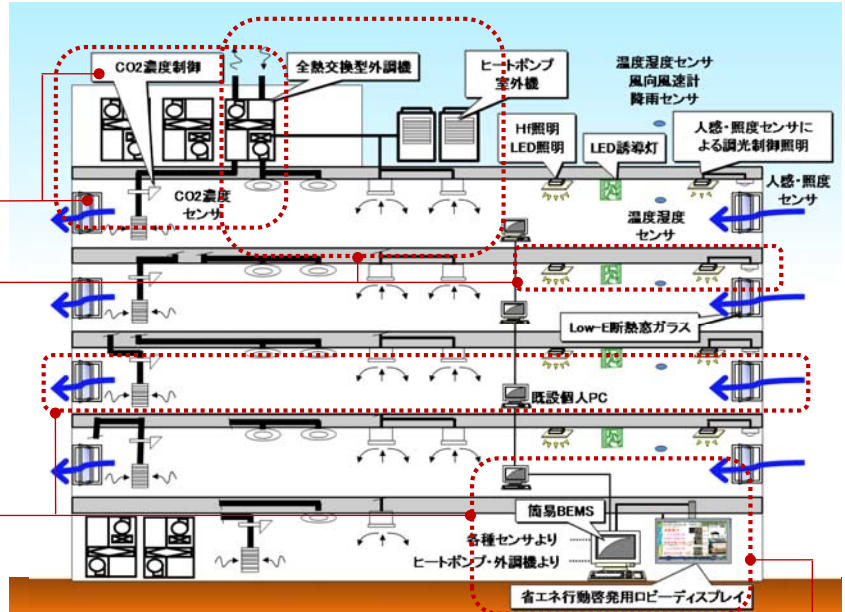 CO2濃度制御
全熱交換型外調機
ヒートポンプ
室外機
温度湿度センサ
風向風速計
降雨センサ
Hf照明
LED照明
LED誘導灯
人感・照度センサに
よる調光制御照明
CO2濃度
センサ
人感・照度
センサ
温度湿度
センサ
Low-E断熱窓ガラス
既設個人PC
簡易BEMS
各種センサより
ヒートポンプ・外調機より
省エネ行動啓発用ロビーディスプレイ